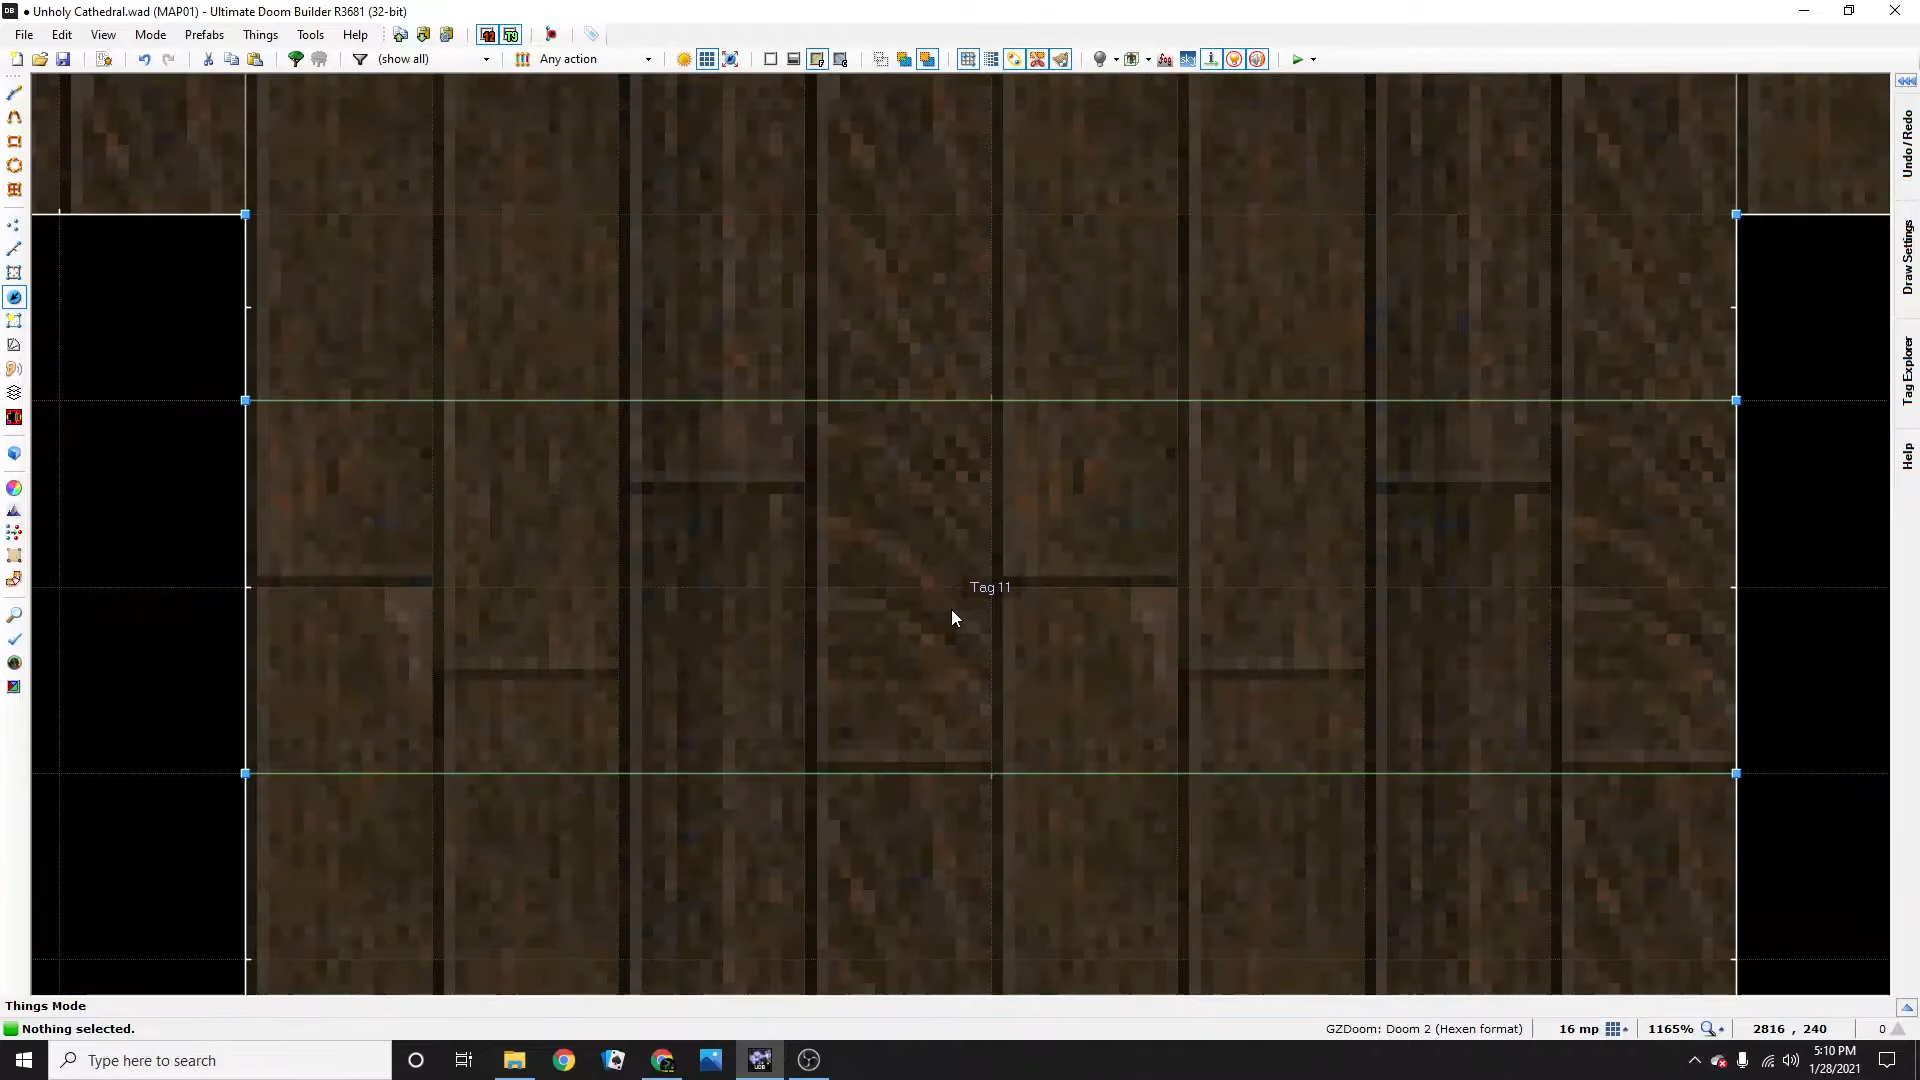 Unholy Cathedral.wad (MAP01) - Ultimate Doom Builder R3681 (32-bit)
File Edit View Mode Prefabs Things Tools Help
(show all) Any action
Undo / Redo
Draw Settings
Tag Explorer
Help
Tag 11
Things Mode
Nothing selected.
GZDoom: Doom 2 (Hexen format) 16 mp 1165% 2816 , 240 0
Type here to search
5:10 PM
1/28/2021